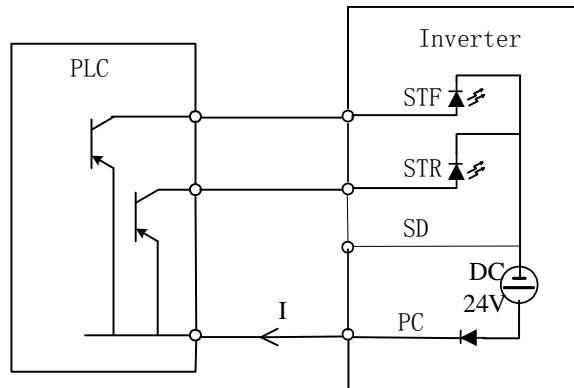 Inverter
PLC
STF
STR
SD
DC
24V
I
PC